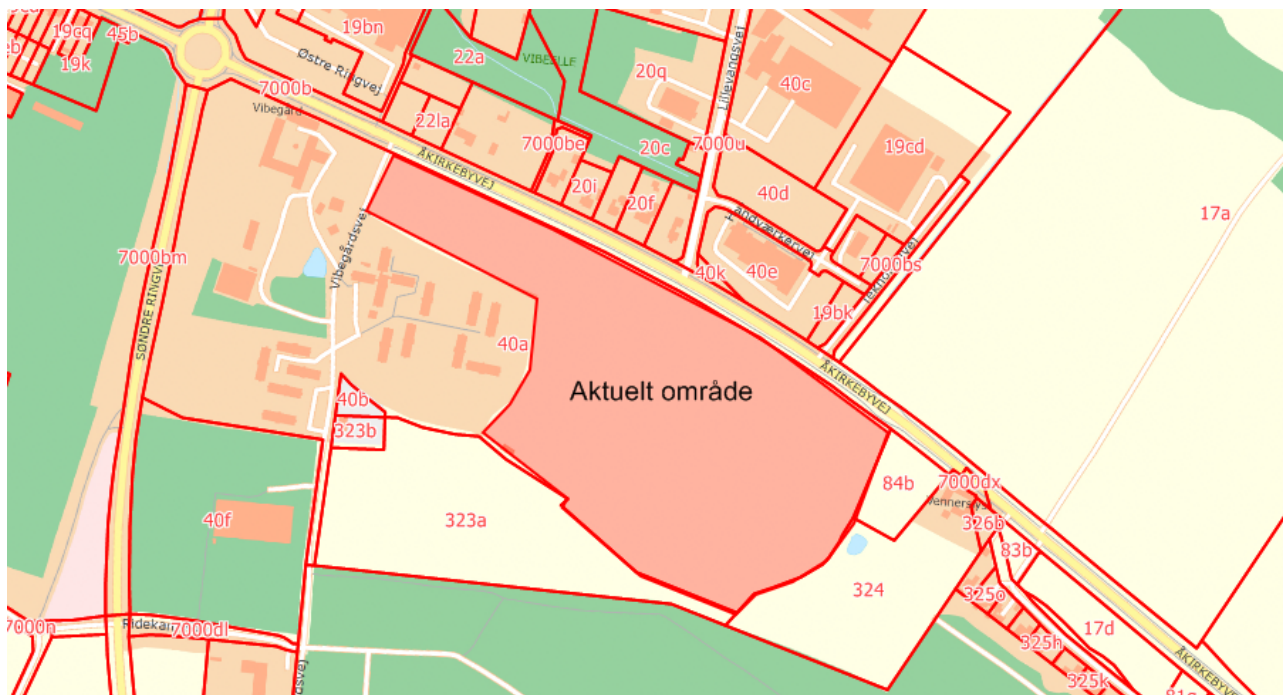 19cq
45b
19k
19bn
Østre Ringvej
22a
20q
40c
Lillevangsvej
7000b
Vibegård
22la
ÅKIRKEBYVEJ
7000be
20c
7000u
19cd
20i
20f
40d
17a
7000bm
SØNDRE RINGVEJ
Vibegårdsvej
40k
40e
7000bs
19bk
40a
Aktuelt område
ÅKIRKEBYVEJ
40b
323b
84b
7000dx
326b
83b
40f
323a
324
325o
17d
7000n
7000dl
325h
325k
ÅKIRKEBYVEJ